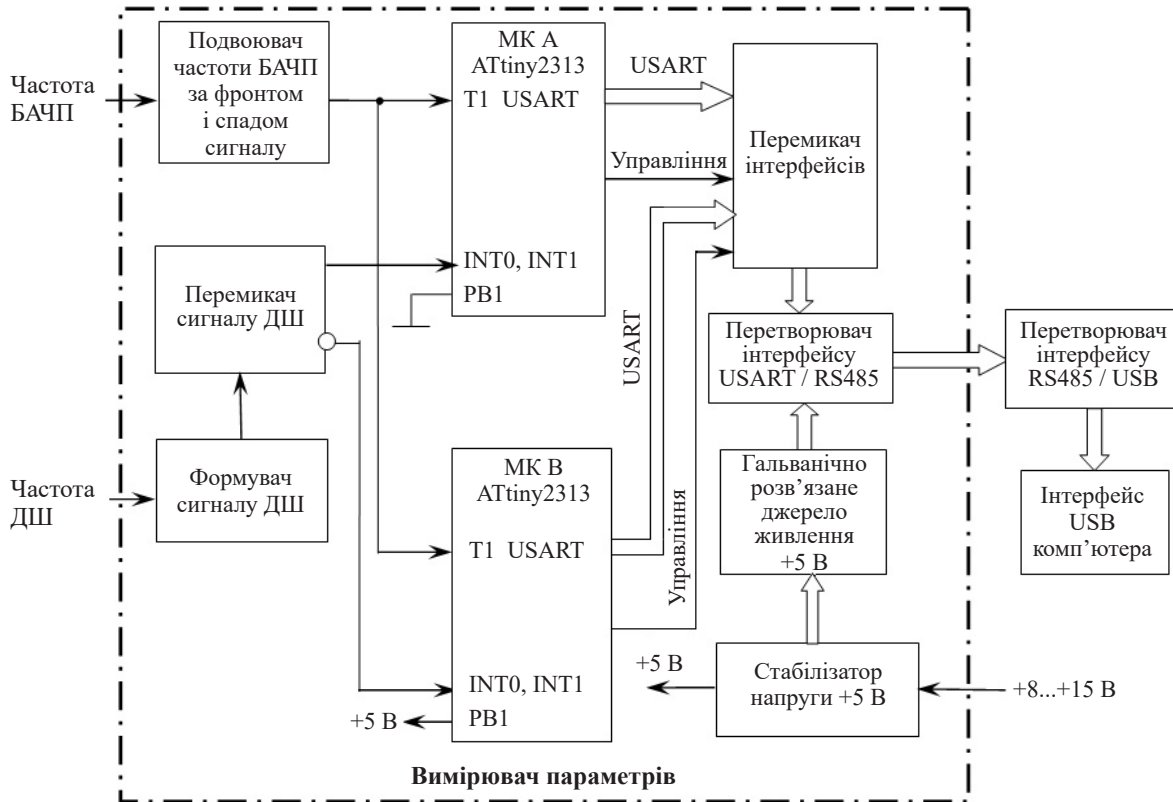 Частота
БАЧП
Подвоювач
частоти БАЧП
за фронтом
і спадом
сигналу
МК А
ATtiny2313
T1 USART
INT0, INT1
PB1
USART
Управління
Перемикач
інтерфейсів
Перемикач
сигналу ДШ
Частота
ДШ
Формувач
сигналу ДШ
МК В
ATtiny2313
T1 USART
INT0, INT1
PB1
+5 В
USART
Управління
Перетворювач
інтерфейсу
USART / RS485
Перетворювач
інтерфейсу
RS485 / USB
Гальванічно
розв’язане
джерело
живлення
+5 В
Інтерфейс
USB
комп’ютера
+5 В
Стабілізатор
напруги +5 В
+8...+15 В
Вимірювач параметрів